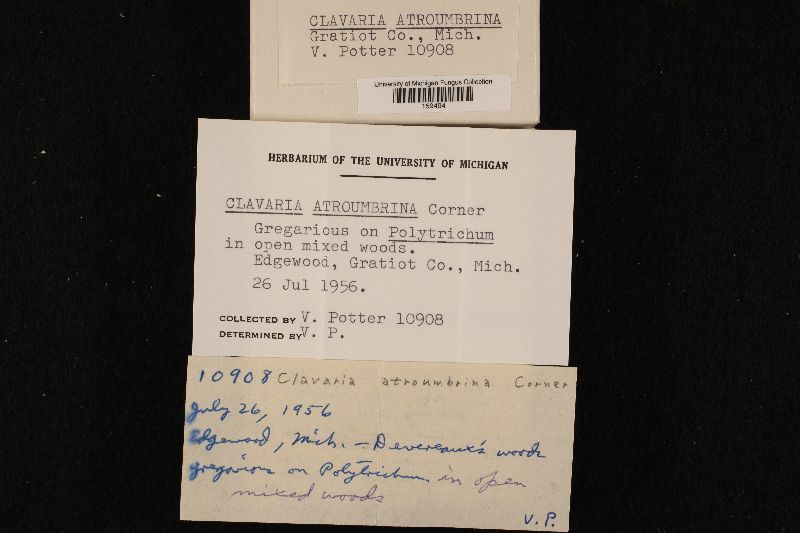 CLAVARIA ATROUMBRINA
Gratiot Co., Mich.
V. Potter 10908
University of Michigan Fungus Collection
159494
HERBARIUM OF THE UNIVERSITY OF MICHIGAN
CLAVARIA ATROUMBRINA Corner
Gregarious on Polytrichum
in open mixed woods.
Edgewood, Gratiot Co., Mich.
26 Jul 1956.
COLLECTED BY V. Potter 10908
DETERMINED BY V. P.
10908 Clavaria atroumbrina Corner
July 26, 1956
Edgewood, Mich. - Devereaux's woods
gregarious on Polytrichum in open
mixed woods
V.P.